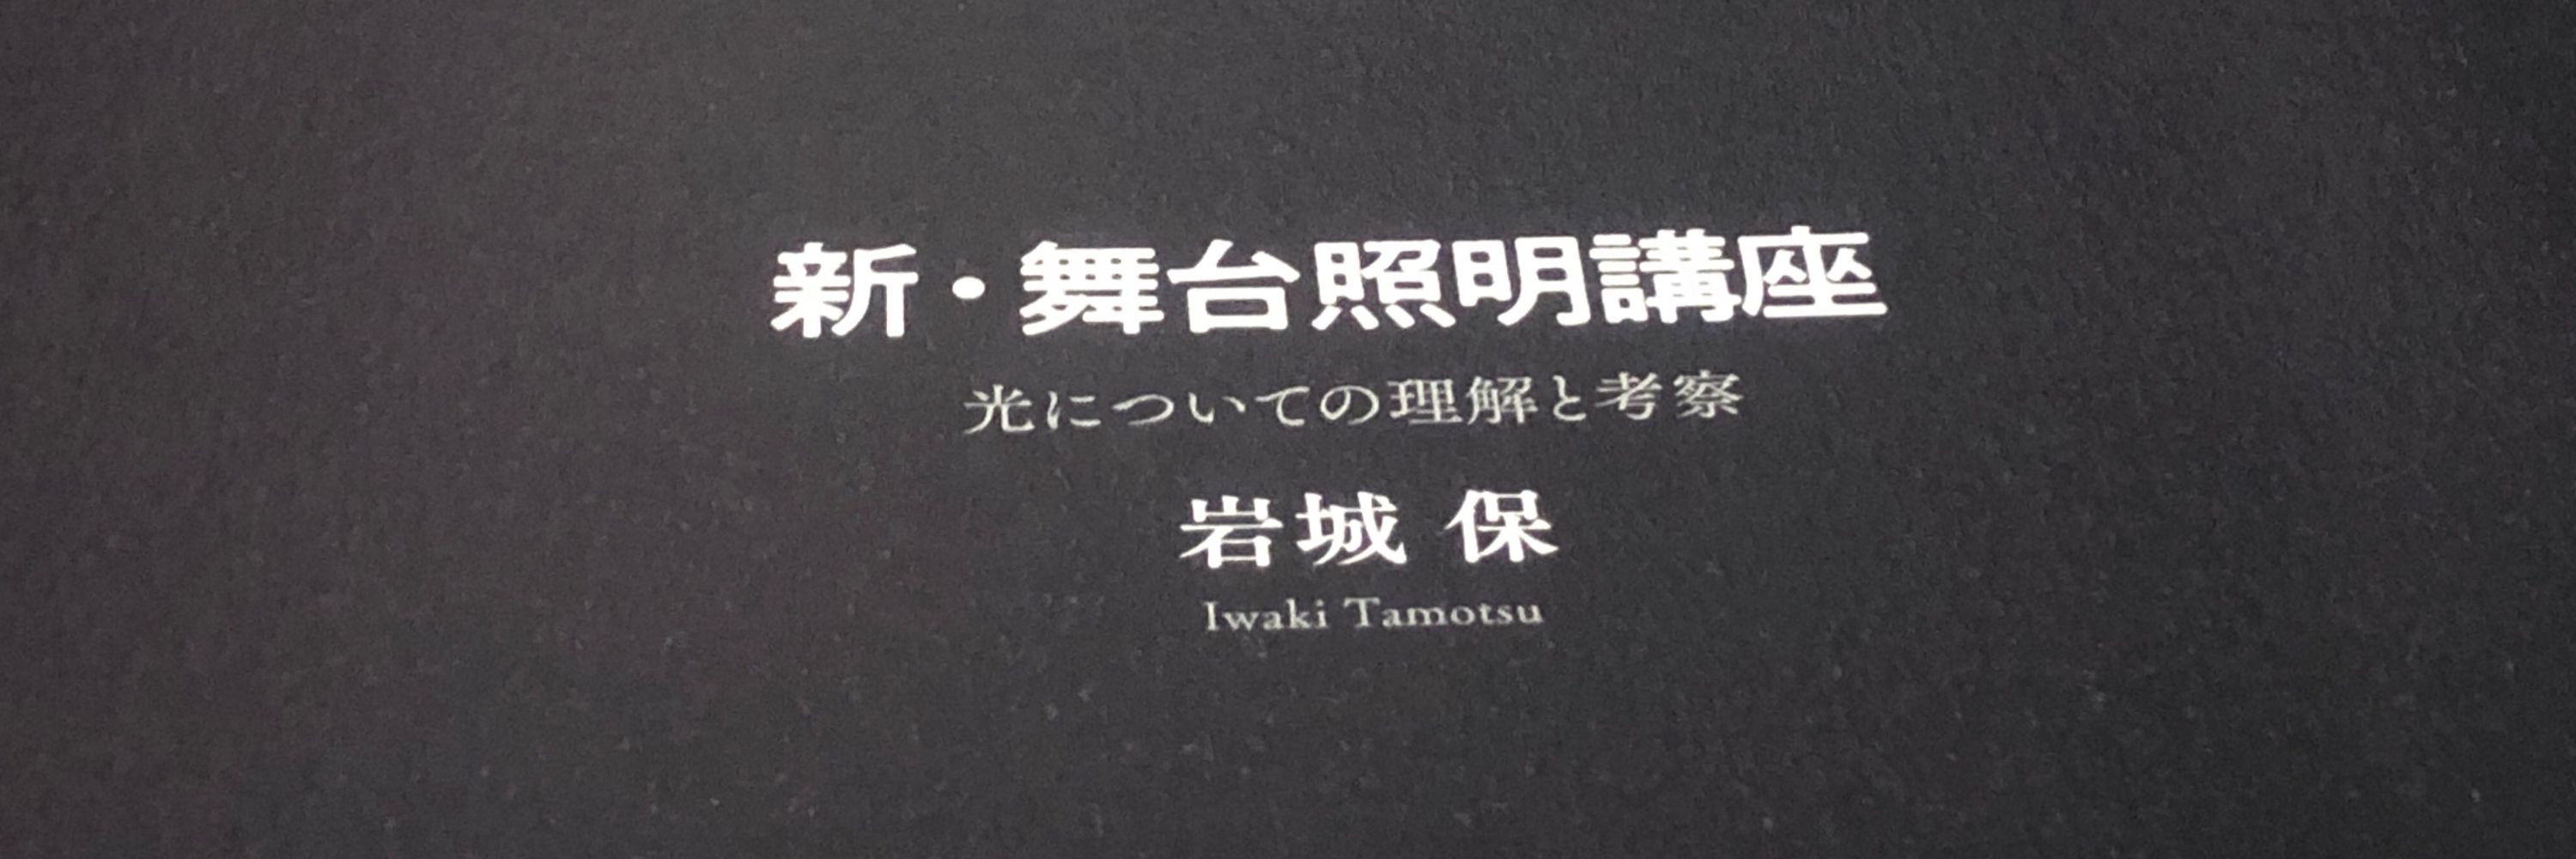 新・舞台照明講座
光についての理解と考察
岩城 保
Iwaki Tamotsu